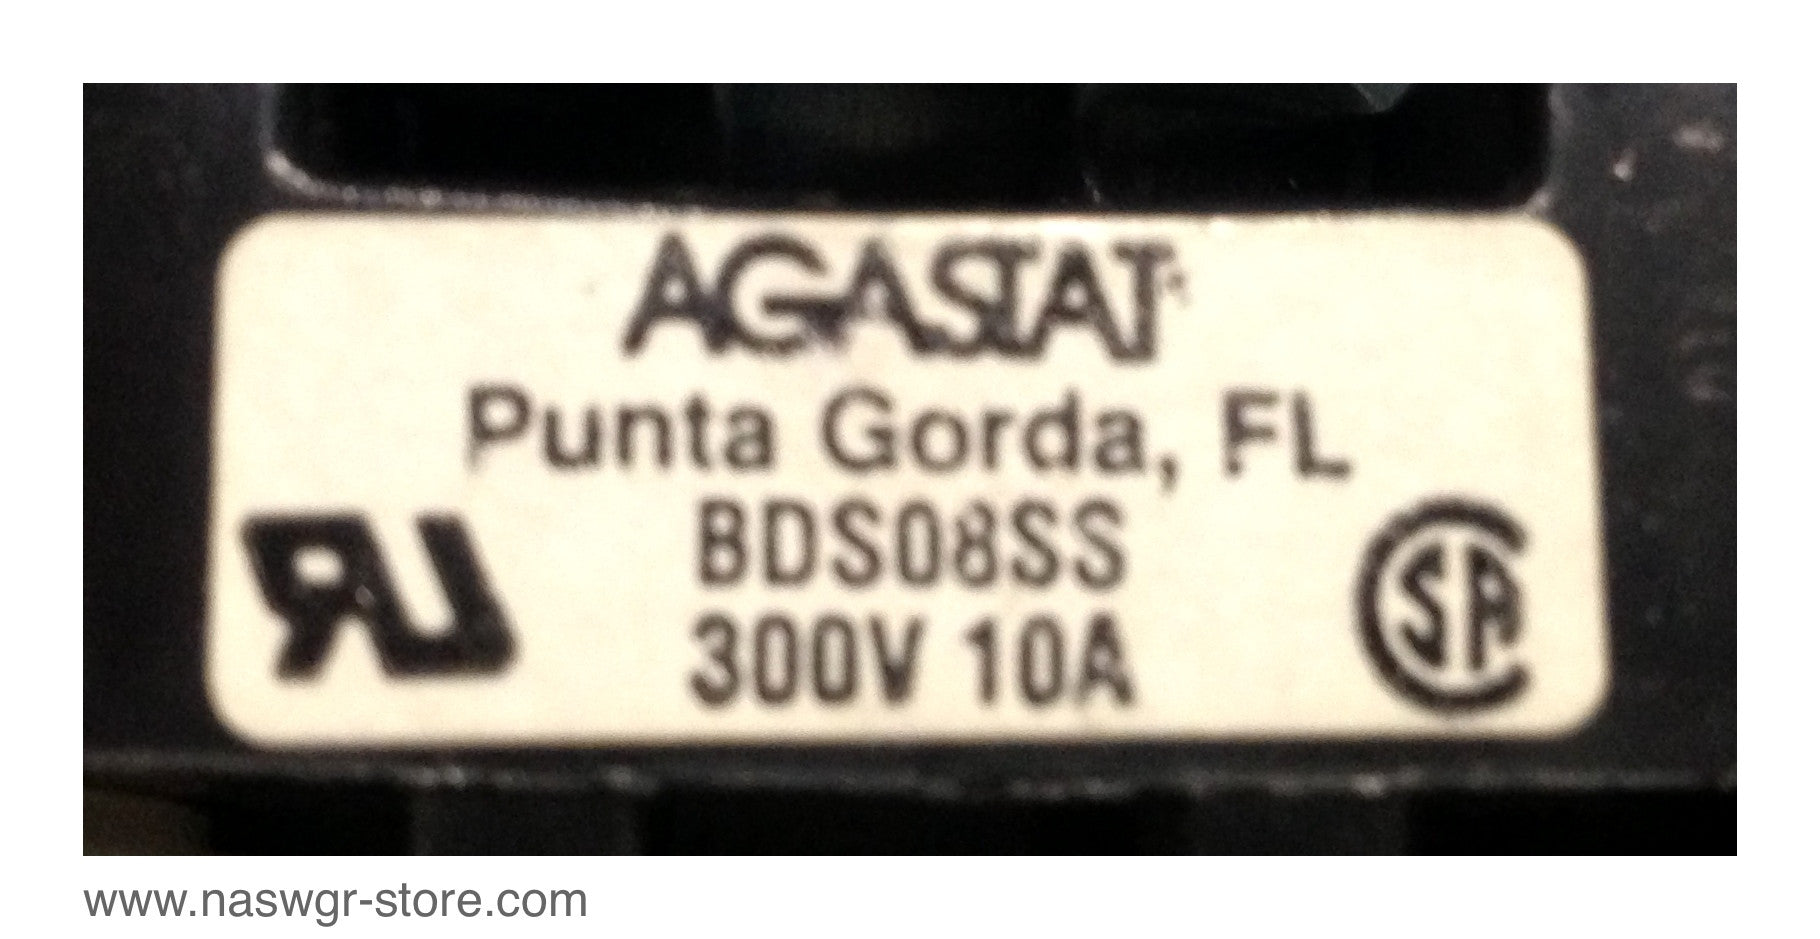 AGASTAT
Punta Gorda, FL
BDS08SS
300V 10A
www.naswgr-store.com